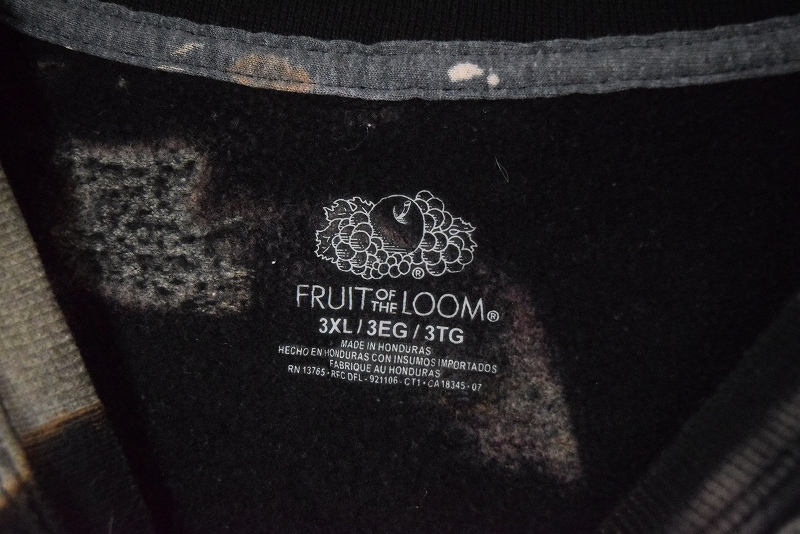 ®
FRUIT OF THE LOOM®
3XL / 3EG / 3TG
MADE IN HONDURAS
HECHO EN HONDURAS CON INSUMOS IMPORTADOS
FABRIQUE AU HONDURAS
RN 13765 - RFC DFL - 921106 - CT1 - CA18345 - 07